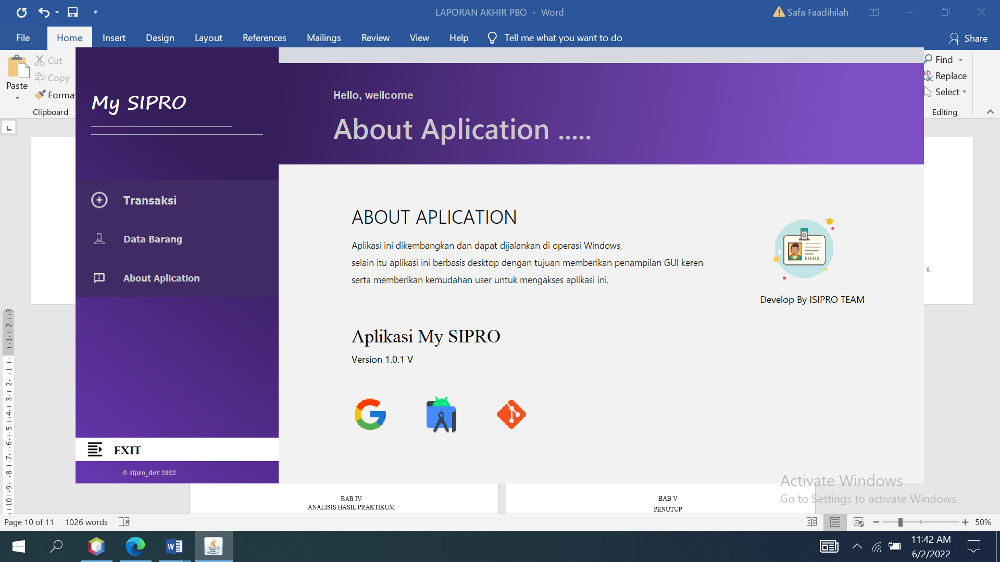 LAPORAN AKHIR PBO - Word
Safa Faadihilah
File Home Insert Design Layout References Mailings Review View Help Tell me what you want to do Share
Paste
Cut
Copy
Format
Clipboard
Find
Replace
Select
Editing
My SIPRO
Transaksi
Data Barang
About Aplication
EXIT
© sipro_dev 2022
Hello, wellcome
About Aplication .....
ABOUT APLICATION
Aplikasi ini dikembangkan dan dapat dijalankan di operasi Windows,
selain itu aplikasi ini berbasis desktop dengan tujuan memberikan penampilan GUI keren
serta memberikan kemudahan user untuk mengakses aplikasi ini.
Develop By ISIPRO TEAM
Aplikasi My SIPRO
Version 1.0.1 V
6
Activate Windows
Go to Settings to activate Windows.
BAB IV
ANALISIS HASIL PRAKTIKUM
BAB V
PENUTUP
Page 10 of 11 1026 words
50%
11:42 AM
6/2/2022